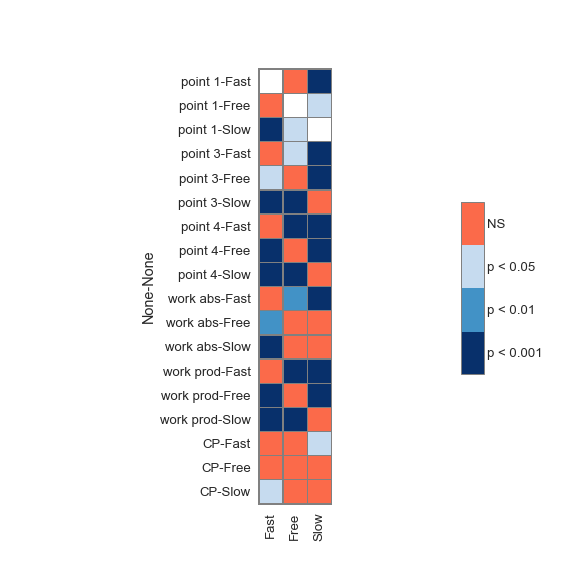 point 1-Fast
point 1-Free
point 1-Slow
point 3-Fast
point 3-Free
point 3-Slow
point 4-Fast
point 4-Free
point 4-Slow
work abs-Fast
work abs-Free
work abs-Slow
work prod-Fast
work prod-Free
work prod-Slow
CP-Fast
CP-Free
CP-Slow
None-None
Fast
Free
Slow
NS
p < 0.05
p < 0.01
p < 0.001